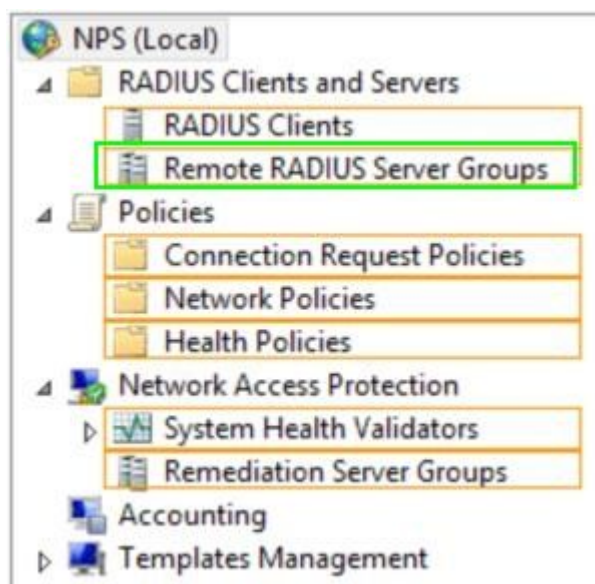 NPS (Local)
RADIUS Clients and Servers
RADIUS Clients
Remote RADIUS Server Groups
Policies
Connection Request Policies
Network Policies
Health Policies
Network Access Protection
System Health Validators
Remediation Server Groups
Accounting
Templates Management